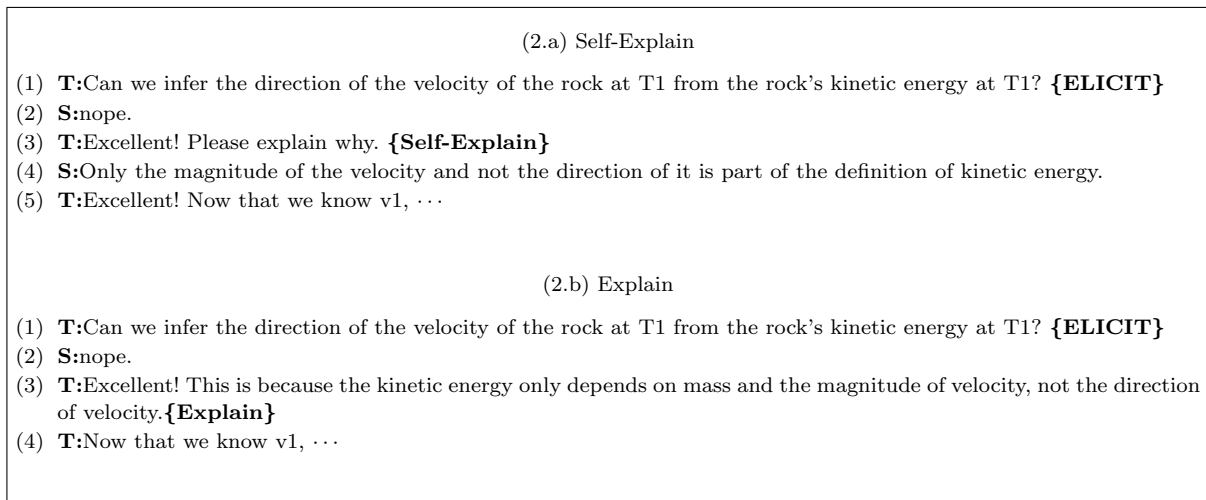 (2.a) Self-Explain
(1) T:Can we infer the direction of the velocity of the rock at T1 from the rock's kinetic energy at T1? {ELICIT}
(2) S:nope.
(3) T:Excellent! Please explain why. {Self-Explain}
(4) S:Only the magnitude of the velocity and not the direction of it is part of the definition of kinetic energy.
(5) T:Excellent! Now that we know v1, ⋯
(2.b) Explain
(1) T:Can we infer the direction of the velocity of the rock at T1 from the rock's kinetic energy at T1? {ELICIT}
(2) S:nope.
(3) T:Excellent! This is because the kinetic energy only depends on mass and the magnitude of velocity, not the direction
of velocity.{Explain}
(4) T:Now that we know v1, ⋯